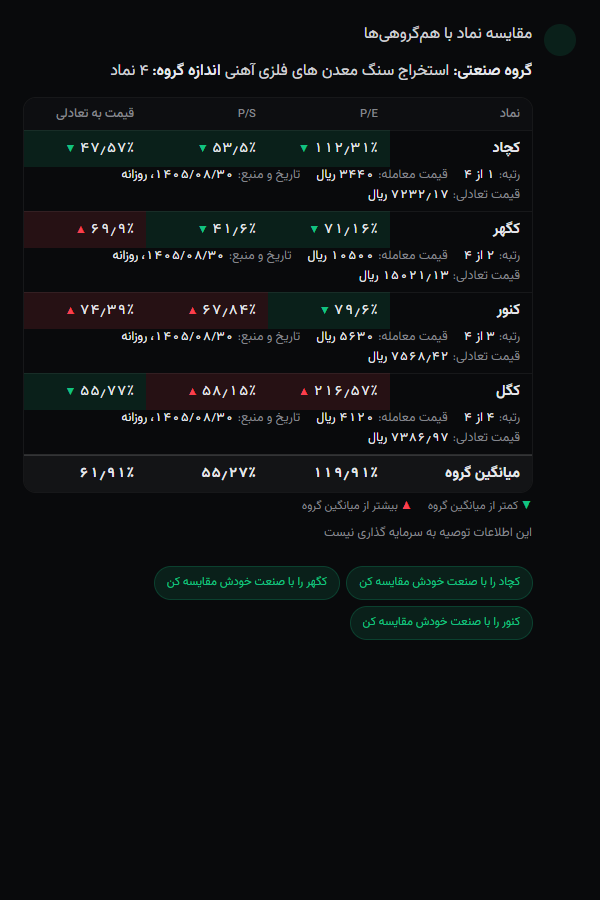 مقایسه نماد با هم‌گروهی‌ها
گروه صنعتی: استخراج سنگ معدن های فلزی آهنی اندازه گروه: ۴ نماد
نماد P/E P/S قیمت به تعادلی
کچاد ۱۱۲٫۳۱٪ ▼ ۵۳٫۵٪ ▼ ۴۷٫۵۷٪ ▼
رتبه: ۱ از ۴ قیمت معامله: ۳۴۴۰ ریال تاریخ و منبع: ۱۴۰۵/۰۸/۳۰، روزانه
قیمت تعادلی: ۷۲۳۲٫۱۷ ریال
کگهر ۷۱٫۱۶٪ ▼ ۴۱٫۶٪ ▼ ۶۹٫۹٪ ▲
رتبه: ۲ از ۴ قیمت معامله: ۱۰۵۰۰ ریال تاریخ و منبع: ۱۴۰۵/۰۸/۳۰، روزانه
قیمت تعادلی: ۱۵۰۲۱٫۱۳ ریال
کنور ۷۹٫۶٪ ▼ ۶۷٫۸۴٪ ▲ ۷۴٫۳۹٪ ▲
رتبه: ۳ از ۴ قیمت معامله: ۵۶۳۰ ریال تاریخ و منبع: ۱۴۰۵/۰۸/۳۰، روزانه
قیمت تعادلی: ۷۵۶۸٫۴۲ ریال
کگل ۲۱۶٫۵۷٪ ▲ ۵۸٫۱۵٪ ▲ ۵۵٫۷۷٪ ▼
رتبه: ۴ از ۴ قیمت معامله: ۴۱۲۰ ریال تاریخ و منبع: ۱۴۰۵/۰۸/۳۰، روزانه
قیمت تعادلی: ۷۳۸۶٫۹۷ ریال
میانگین گروه ۱۱۹٫۹۱٪ ۵۵٫۲۷٪ ۶۱٫۹۱٪
▼ کمتر از میانگین گروه ▲ بیشتر از میانگین گروه
این اطلاعات توصیه به سرمایه گذاری نیست
کچاد را با صنعت خودش مقایسه کن کگهر را با صنعت خودش مقایسه کن
کنور را با صنعت خودش مقایسه کن